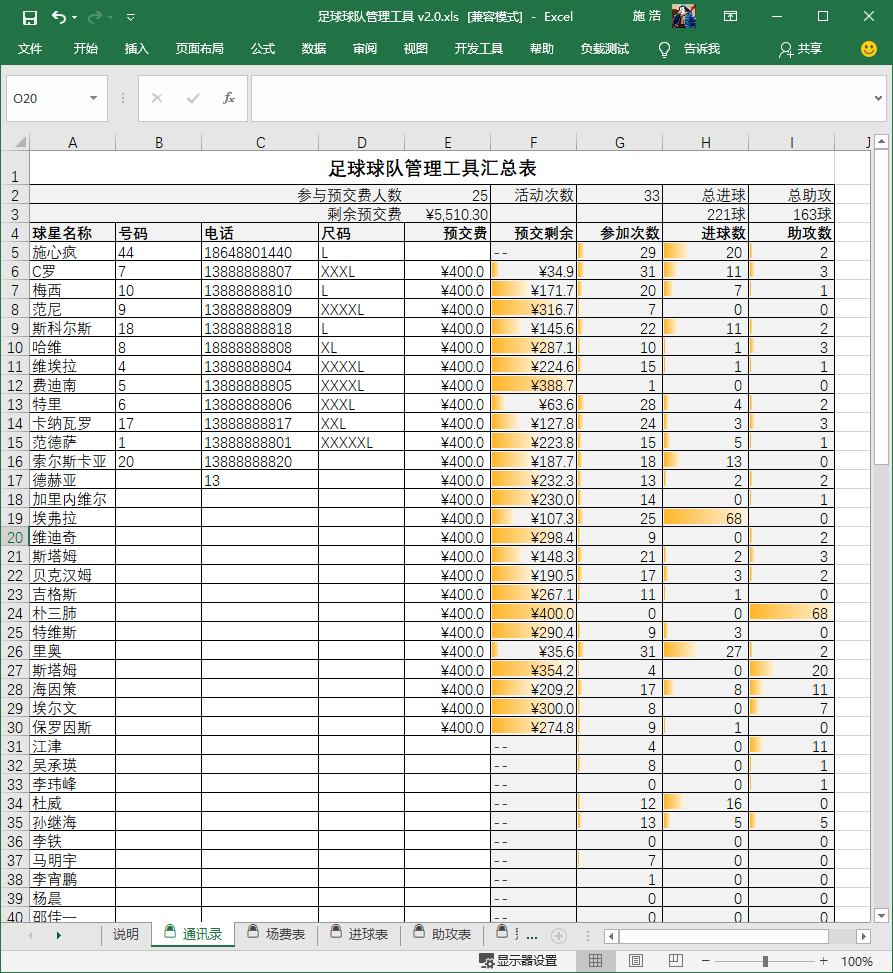 足球球队管理工具 v2.0.xls [兼容模式] - Excel 施 浩
文件 开始 插入 页面布局 公式 数据 审阅 视图 开发工具 帮助 负载测试 告诉我 共享
O20 fx
A B C D E F G H I J
1 足球球队管理工具汇总表
2 参与预交费人数 25 活动次数 33 总进球 总助攻
3 剩余预交费 ¥5,510.30 221球 163球
4 球星名称 号码 电话 尺码 预交费 预交剩余 参加次数 进球数 助攻数
5 施心疯 44 18648801440 L -- 29 20 2
6 C罗 7 13888888807 XXXL ¥400.0 ¥34.9 31 11 3
7 梅西 10 13888888810 L ¥400.0 ¥171.7 20 7 1
8 范尼 9 13888888809 XXXXL ¥400.0 ¥316.7 7 0 0
9 斯科尔斯 18 13888888818 L ¥400.0 ¥145.6 22 11 2
10 哈维 8 18888888808 XL ¥400.0 ¥287.1 10 1 3
11 维埃拉 4 13888888804 XXXXL ¥400.0 ¥224.6 15 1 1
12 费迪南 5 13888888805 XXXXL ¥400.0 ¥388.7 1 0 0
13 特里 6 13888888806 XXXL ¥400.0 ¥63.6 28 4 2
14 卡纳瓦罗 17 13888888817 XXL ¥400.0 ¥127.8 24 3 3
15 范德萨 1 13888888801 XXXXXL ¥400.0 ¥223.8 15 5 1
16 索尔斯卡亚 20 13888888820 ¥400.0 ¥187.7 18 13 0
17 德赫亚 13 ¥400.0 ¥232.3 13 2 2
18 加里内维尔 ¥400.0 ¥230.0 14 0 1
19 埃弗拉 ¥400.0 ¥107.3 25 68 0
20 维迪奇 ¥400.0 ¥298.4 9 0 2
21 斯塔姆 ¥400.0 ¥148.3 21 2 3
22 贝克汉姆 ¥400.0 ¥190.5 17 3 2
23 吉格斯 ¥400.0 ¥267.1 11 1 0
24 朴三肺 ¥400.0 ¥400.0 0 0 68
25 特维斯 ¥400.0 ¥290.4 9 3 0
26 里奥 ¥400.0 ¥35.6 31 27 2
27 斯塔姆 ¥400.0 ¥354.2 4 0 20
28 海因策 ¥400.0 ¥209.2 17 8 11
29 埃尔文 ¥400.0 ¥300.0 8 0 7
30 保罗因斯 ¥400.0 ¥274.8 9 1 0
31 江津 -- 4 0 11
32 吴承瑛 -- 8 0 1
33 李玮峰 -- 0 0 1
34 杜威 -- 12 16 0
35 孙继海 -- 13 5 5
36 李铁 -- 0 0 0
37 马明宇 -- 7 0 0
38 李宵鹏 -- 1 0 0
39 杨晨 -- 0 0 0
40 邵佳一 -- 0 0 0
说明 通讯录 场费表 进球表 助攻表 ...
显示器设置 100%